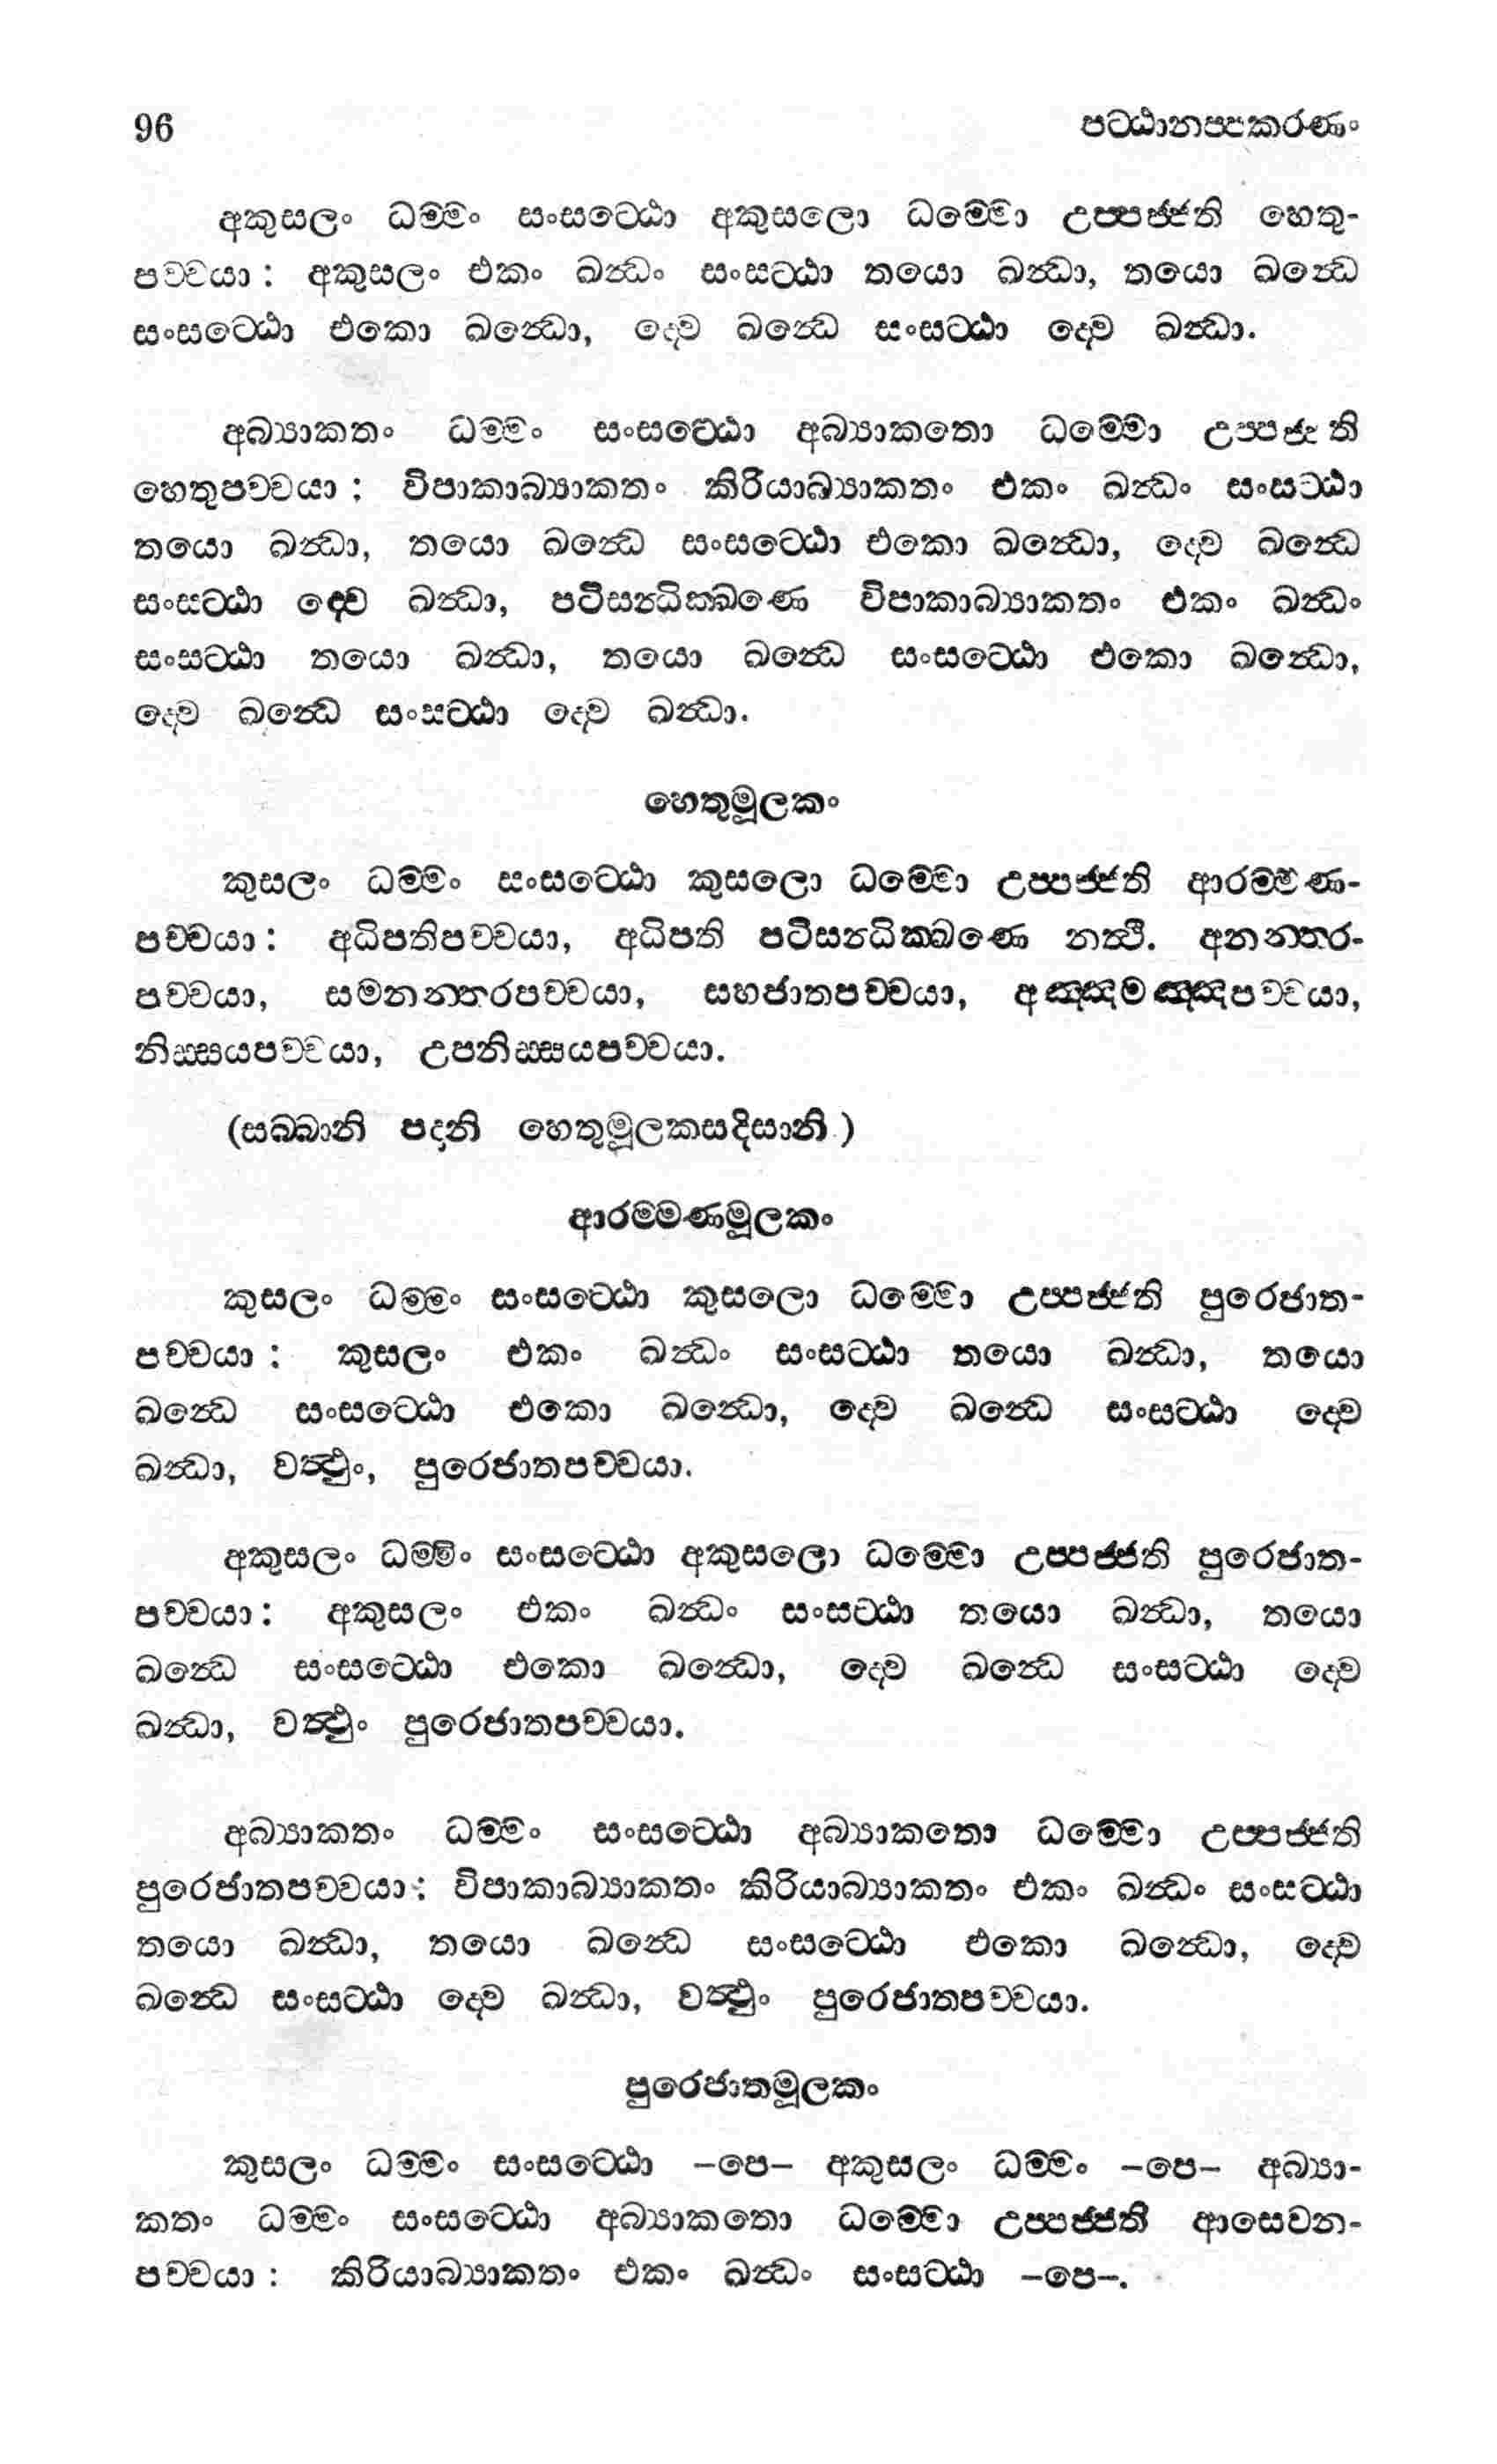 96 පට්ඨානප්පකරණං
අකුසලං ධම්මං සංසට්ඨො අකුසලො ධම්මො උප්පජ්ජති හෙතු-
පච්චයා : අකුසලං එකං ඛන්ධං සංසට්ඨා තයො ඛන්ධා, තයො ඛන්ධෙ
සංසට්ඨො එකො ඛන්ධො, ද්වෙ ඛන්ධෙ සංසට්ඨා ද්වෙ ඛන්ධා.
අබ්‍යාකතං ධම්මං සංසට්ඨො අබ්‍යාකතො ධම්මො උප්පජ්ජති
හෙතුපච්චයා : විපාකාබ්‍යාකතං කිරියාබ්‍යාකතං එකං ඛන්ධං සංසට්ඨා
තයො ඛන්ධා, තයො ඛන්ධෙ සංසට්ඨො එකො ඛන්ධො, ද්වෙ ඛන්ධෙ
සංසට්ඨා ද්වෙ ඛන්ධා, පටිසන්ධික්ඛණෙ විපාකාබ්‍යාකතං එකං ඛන්ධං
සංසට්ඨා තයො ඛන්ධා, තයො ඛන්ධෙ සංසට්ඨො එකො ඛන්ධො,
ද්වෙ ඛන්ධෙ සංසට්ඨා ද්වෙ ඛන්ධා.
හෙතුමූලකං
කුසලං ධම්මං සංසට්ඨො කුසලො ධම්මො උප්පජ්ජති ආරම්මණ-
පච්චයා : අධිපතිපච්චයා, අධිපති පටිසන්ධික්ඛණෙ නත්ථි. අනන්තර-
පච්චයා, සමනන්තරපච්චයා, සහජාතපච්චයා, අඤ්ඤමඤ්ඤපච්චයා,
නිස්සයපච්චයා, උපනිස්සයපච්චයා.
(සබ්බානි පදානි හෙතුමූලකසදිසානි)
ආරම්මණමූලකං
කුසලං ධම්මං සංසට්ඨො කුසලො ධම්මො උප්පජ්ජති පුරෙජාත-
පච්චයා : කුසලං එකං ඛන්ධං සංසට්ඨා තයො ඛන්ධා, තයො
ඛන්ධෙ සංසට්ඨො එකො ඛන්ධො, ද්වෙ ඛන්ධෙ සංසට්ඨා ද්වෙ
ඛන්ධා, වත්ථුං, පුරෙජාතපච්චයා.
අකුසලං ධම්මං සංසට්ඨො අකුසලො ධම්මො උප්පජ්ජති පුරෙජාත-
පච්චයා : අකුසලං එකං ඛන්ධං සංසට්ඨා තයො ඛන්ධා, තයො
ඛන්ධෙ සංසට්ඨො එකො ඛන්ධො, ද්වෙ ඛන්ධෙ සංසට්ඨා ද්වෙ
ඛන්ධා, වත්ථුං පුරෙජාතපච්චයා.
අබ්‍යාකතං ධම්මං සංසට්ඨො අබ්‍යාකතො ධම්මො උප්පජ්ජති
පුරෙජාතපච්චයා : විපාකාබ්‍යාකතං කිරියාබ්‍යාකතං එකං ඛන්ධං සංසට්ඨා
තයො ඛන්ධා, තයො ඛන්ධෙ සංසට්ඨො එකො ඛන්ධො, ද්වෙ
ඛන්ධෙ සංසට්ඨා ද්වෙ ඛන්ධා, වත්ථුං පුරෙජාතපච්චයා.
පුරෙජාතමූලකං
කුසලං ධම්මං සංසට්ඨො –පෙ– අකුසලං ධම්මං –පෙ– අබ්‍යා-
කතං ධම්මං සංසට්ඨො අබ්‍යාකතො ධම්මො උප්පජ්ජති ආසෙවන-
පච්චයා : කිරියාබ්‍යාකතං එකං ඛන්ධං සංසට්ඨා –පෙ–.